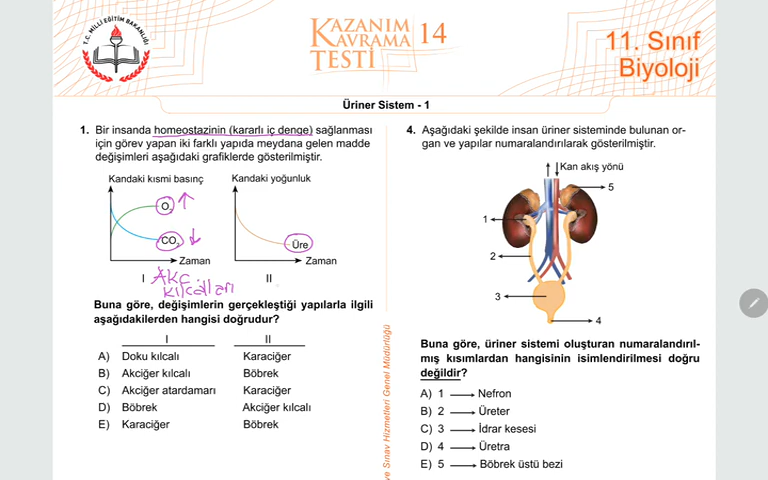 T.C. MİLLÎ EĞİTİM BAKANLIĞI
KAZANIM
KAVRAMA
TESTİ
14
11. Sınıf
Biyoloji
Üriner Sistem - 1
1. Bir insanda homeostazinin (kararlı iç denge) sağlanması
için görev yapan iki farklı yapıda meydana gelen madde
değişimleri aşağıdaki grafiklerde gösterilmiştir.
Kandaki kısmi basınç
Kandaki yoğunluk
O2
CO2
Üre
Zaman
Zaman
I
AKC
kılcalları
II
Buna göre, değişimlerin gerçekleştiği yapılarla ilgili
aşağıdakilerden hangisi doğrudur?
I II
A) Doku kılcalı Karaciğer
B) Akciğer kılcalı Böbrek
C) Akciğer atardamarı Karaciğer
D) Böbrek Akciğer kılcalı
E) Karaciğer Böbrek
ve Sınav Hizmetleri Genel Müdürlüğü
4. Aşağıdaki şekilde insan üriner sisteminde bulunan or-
gan ve yapılar numaralandırılarak gösterilmiştir.
Kan akış yönü
5
1
2
3
4
Buna göre, üriner sistemi oluşturan numaralandırıl-
mış kısımlardan hangisinin isimlendirilmesi doğru
değildir?
A) 1 → Nefron
B) 2 → Üreter
C) 3 → İdrar kesesi
D) 4 → Üretra
E) 5 → Böbrek üstü bezi